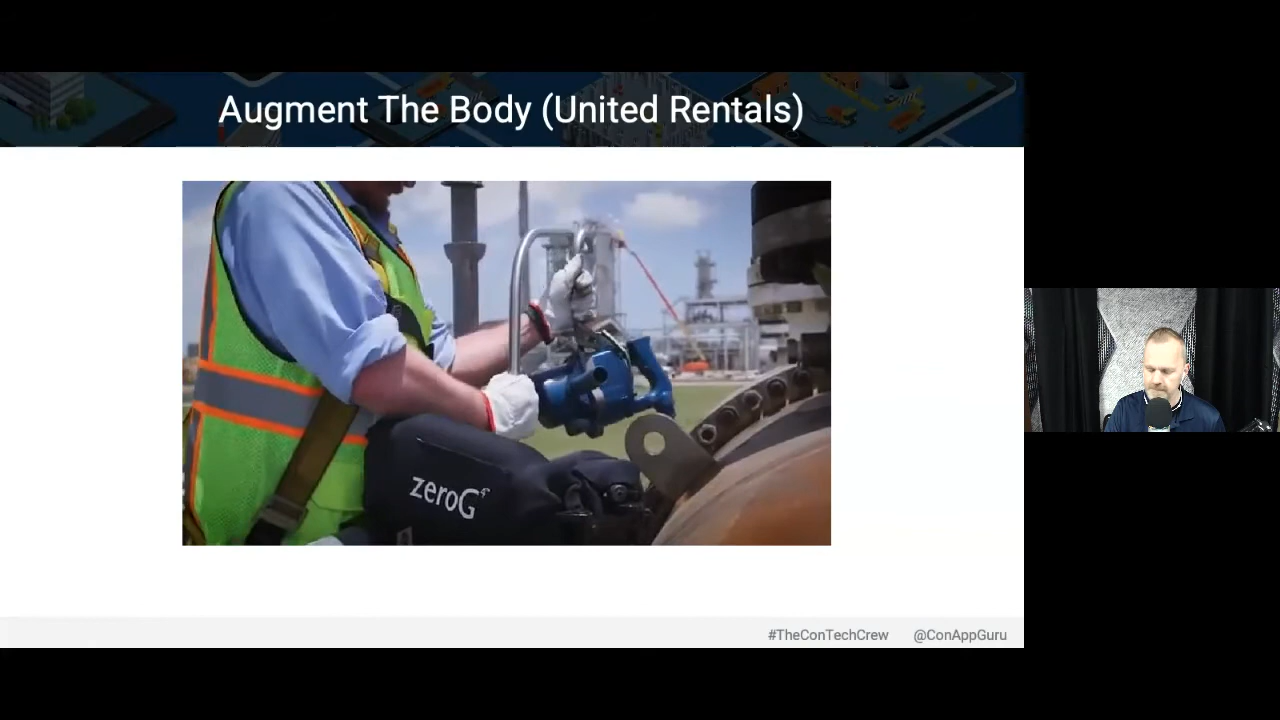 Augment The Body (United Rentals)
zeroG
#TheConTechCrew @ConAppGuru